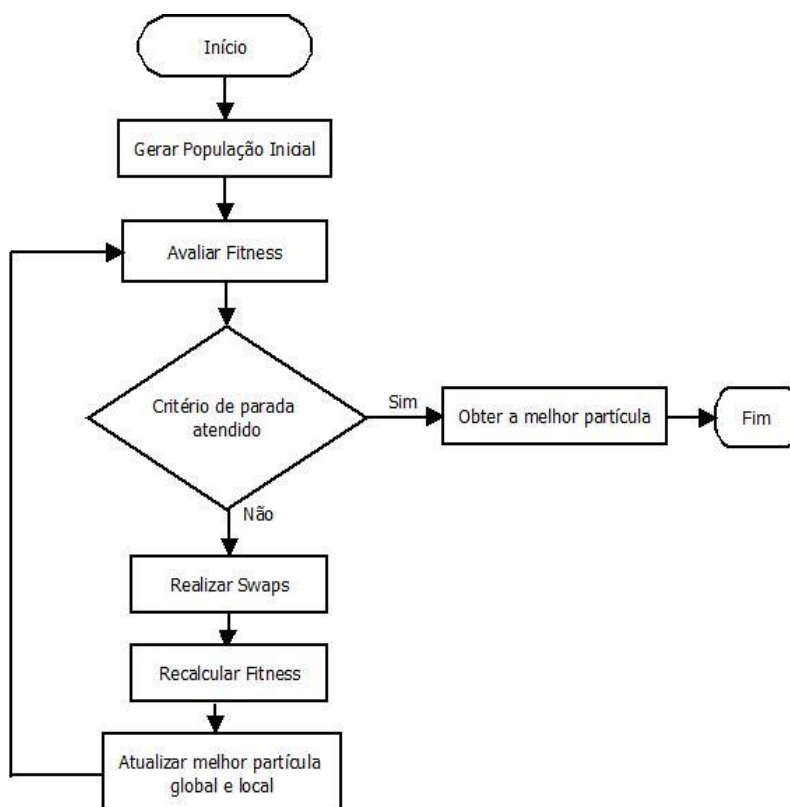 Início
Gerar População Inicial
Avaliar Fitness
Critério de parada
atendido
Sim
Obter a melhor partícula
Fim
Não
Realizar Swaps
Recalcular Fitness
Atualizar melhor partícula
global e local